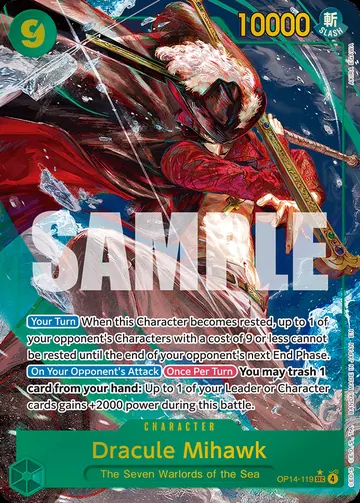 9
10000 斬
SLASH
SAMPLE
Your Turn When this Character becomes rested, up to 1 of
your opponent's Characters with a cost of 9 or less cannot
be rested until the end of your opponent's next End Phase.
On Your Opponent's Attack Once Per Turn You may trash 1
card from your hand: Up to 1 of your Leader or Character
cards gains +2000 power during this battle.
CHARACTER
Dracule Mihawk
The Seven Warlords of the Sea
OP14-119 SEC 4